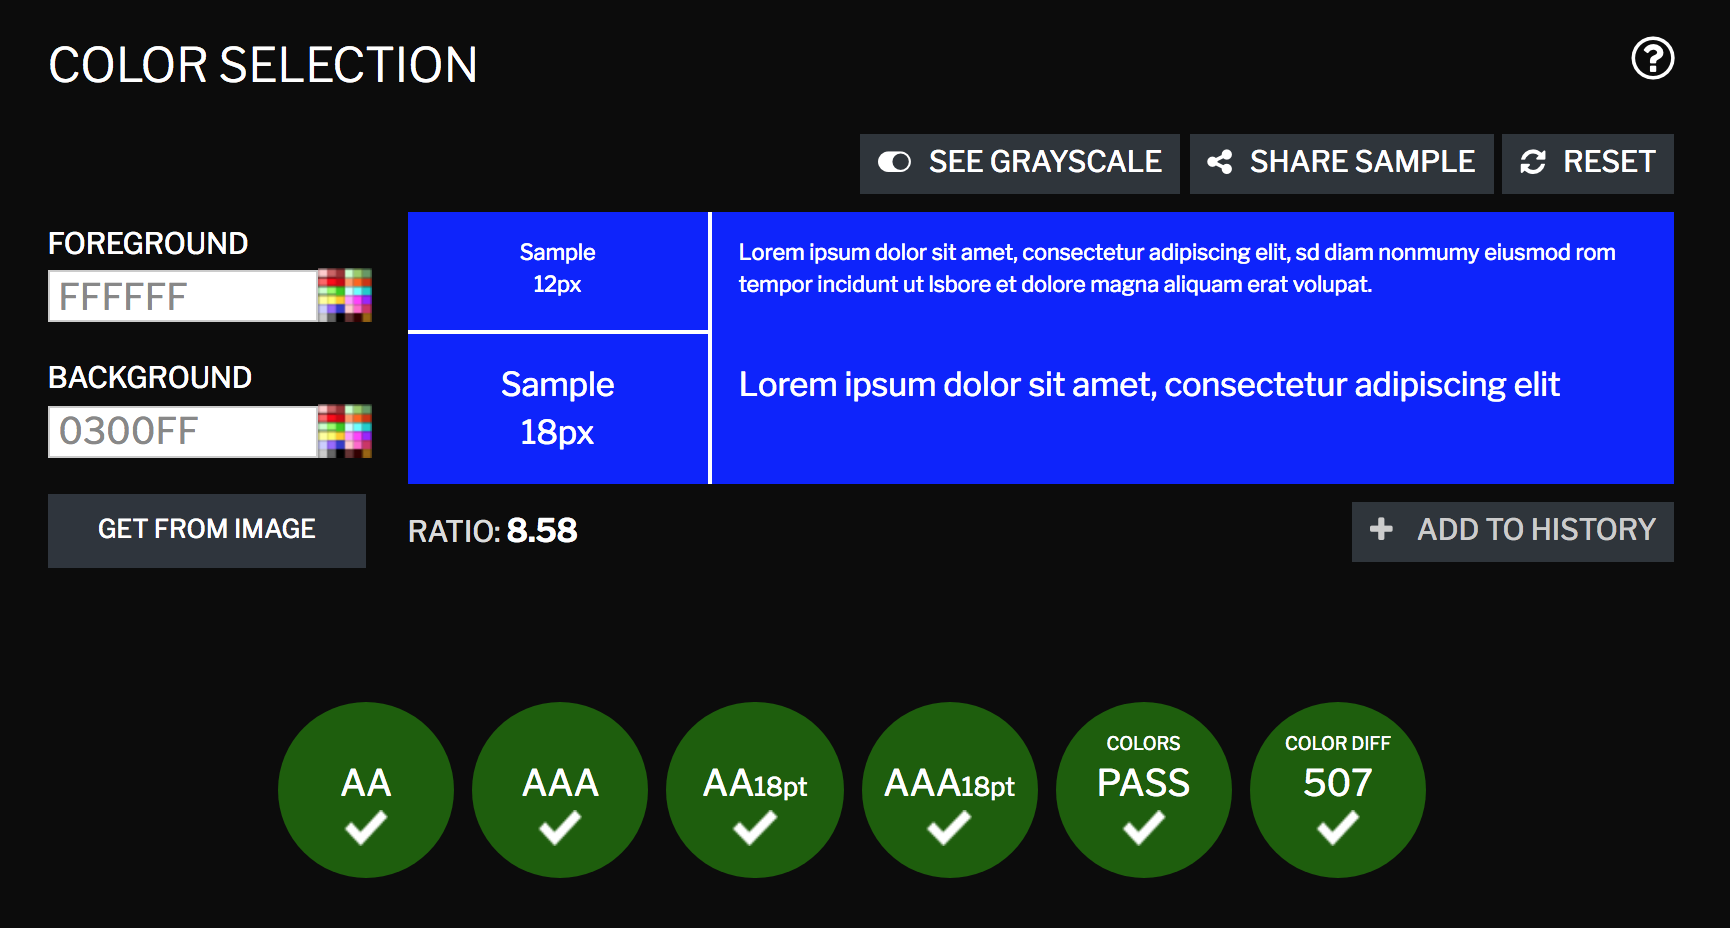 COLOR SELECTION
SEE GRAYSCALE
SHARE SAMPLE
RESET
FOREGROUND
FFFFFF
BACKGROUND
0300FF
GET FROM IMAGE
Sample
12px
Lorem ipsum dolor sit amet, consectetur adipiscing elit, sd diam nonmumy eiusmod rom
tempor incidunt ut lsbore et dolore magna aliquam erat volupat.
Sample
18px
Lorem ipsum dolor sit amet, consectetur adipiscing elit
RATIO: 8.58
ADD TO HISTORY
AA
AAA
AA18pt
AAA18pt
COLORS
PASS
COLOR DIFF
507